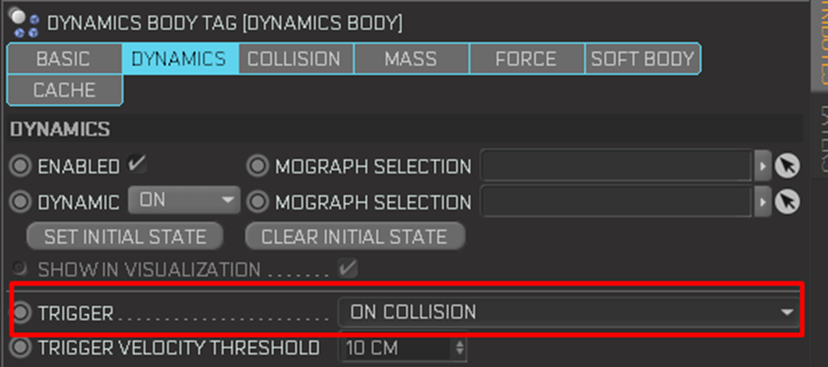 DYNAMICS BODY TAG [DYNAMICS BODY]
BASIC DYNAMICS COLLISION MASS FORCE SOFT BODY
CACHE
DYNAMICS
ENABLED MOGRAPH SELECTION
DYNAMIC ON MOGRAPH SELECTION
SET INITIAL STATE CLEAR INITIAL STATE
SHOW IN VISUALIZATION .......
TRIGGER ........................ ON COLLISION
TRIGGER VELOCITY THRESHOLD 10 CM